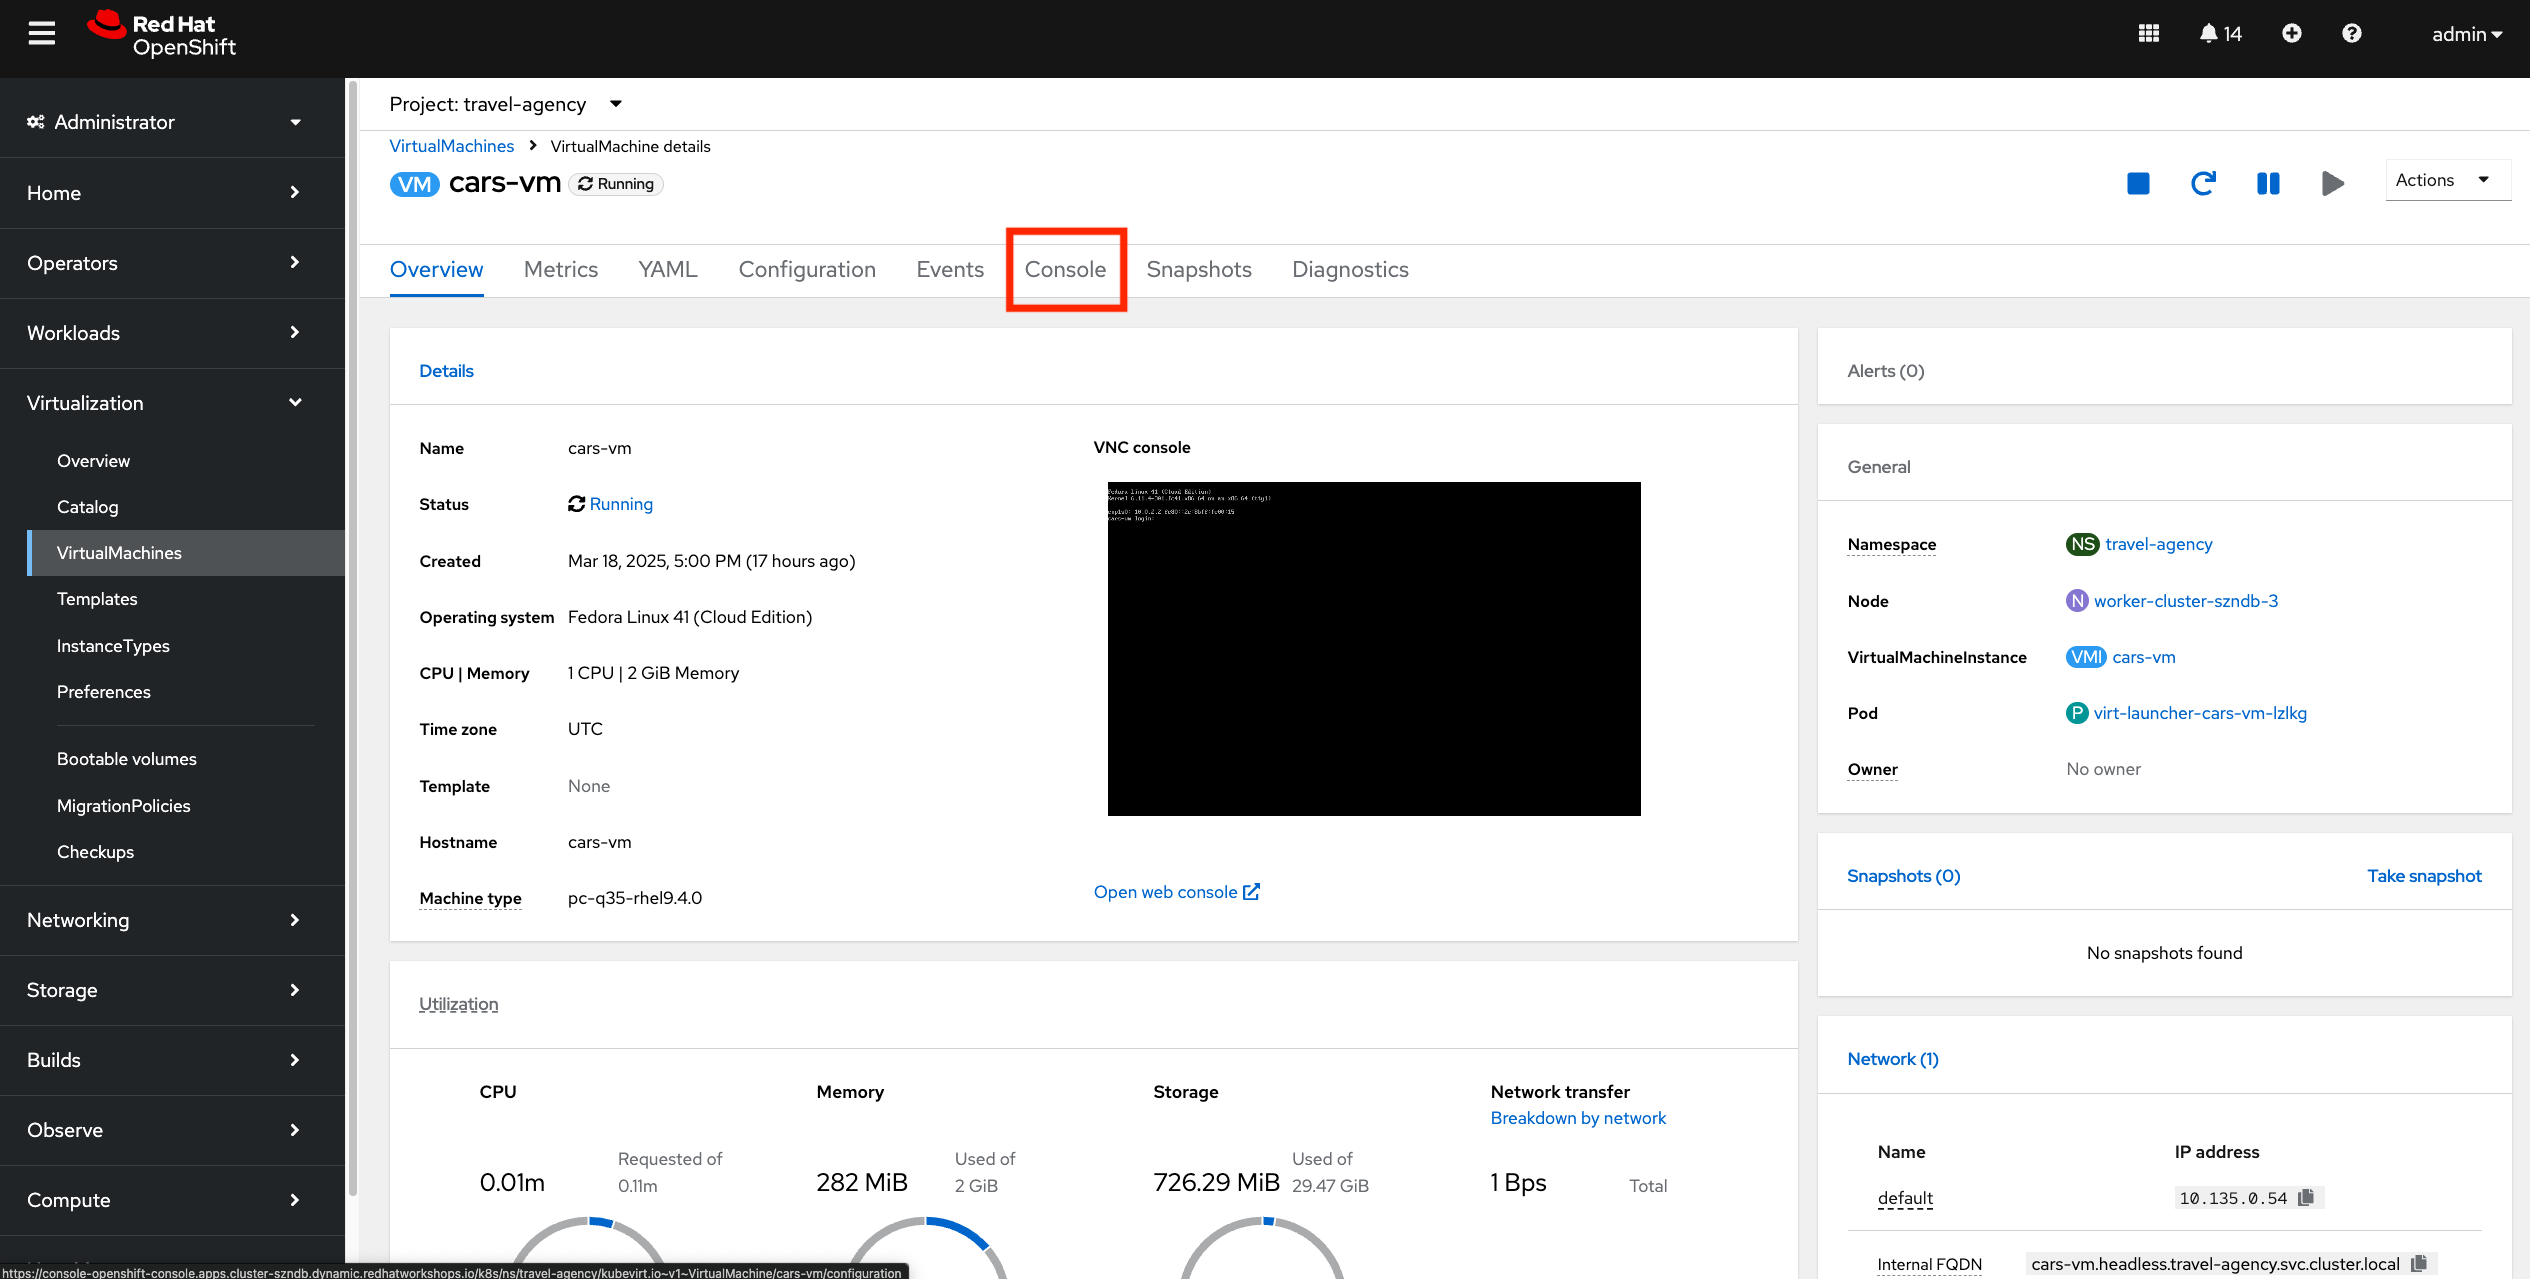 Red Hat
OpenShift
14
admin
Administrator
Home
Operators
Workloads
Virtualization
Overview
Catalog
VirtualMachines
Templates
InstanceTypes
Preferences
Bootable volumes
MigrationPolicies
Checkups
Networking
Storage
Builds
Observe
Compute
Project: travel-agency
VirtualMachines > VirtualMachine details
VM cars-vm Running
Actions
Overview Metrics YAML Configuration Events Console Snapshots Diagnostics
Details
Name cars-vm
Status Running
Created Mar 18, 2025, 5:00 PM (17 hours ago)
Operating system Fedora Linux 41 (Cloud Edition)
CPU | Memory 1 CPU | 2 GiB Memory
Time zone UTC
Template None
Hostname cars-vm
Machine type pc-q35-rhel9.4.0
VNC console
Fedora Linux 41 (Cloud Edition)
cars-vm login:
Open web console
Utilization
CPU
0.01m
Requested of
0.11m
Memory
282 MiB
Used of
2 GiB
Storage
726.29 MiB
Used of
29.47 GiB
Network transfer
Breakdown by network
1 Bps
Total
Alerts (0)
General
Namespace NS travel-agency
Node N worker-cluster-szndb-3
VirtualMachineInstance VMI cars-vm
Pod P virt-launcher-cars-vm-lzlkg
Owner No owner
Snapshots (0) Take snapshot
No snapshots found
Network (1)
Name IP address
default 10.135.0.54
Internal FQDN cars-vm.headless.travel-agency.svc.cluster.local
https://console-openshift-console.apps.cluster-szndb.dynamic.redhatworkshops.io/k8s/ns/travel-agency/kubevirt.io~v1~VirtualMachine/cars-vm/configuration